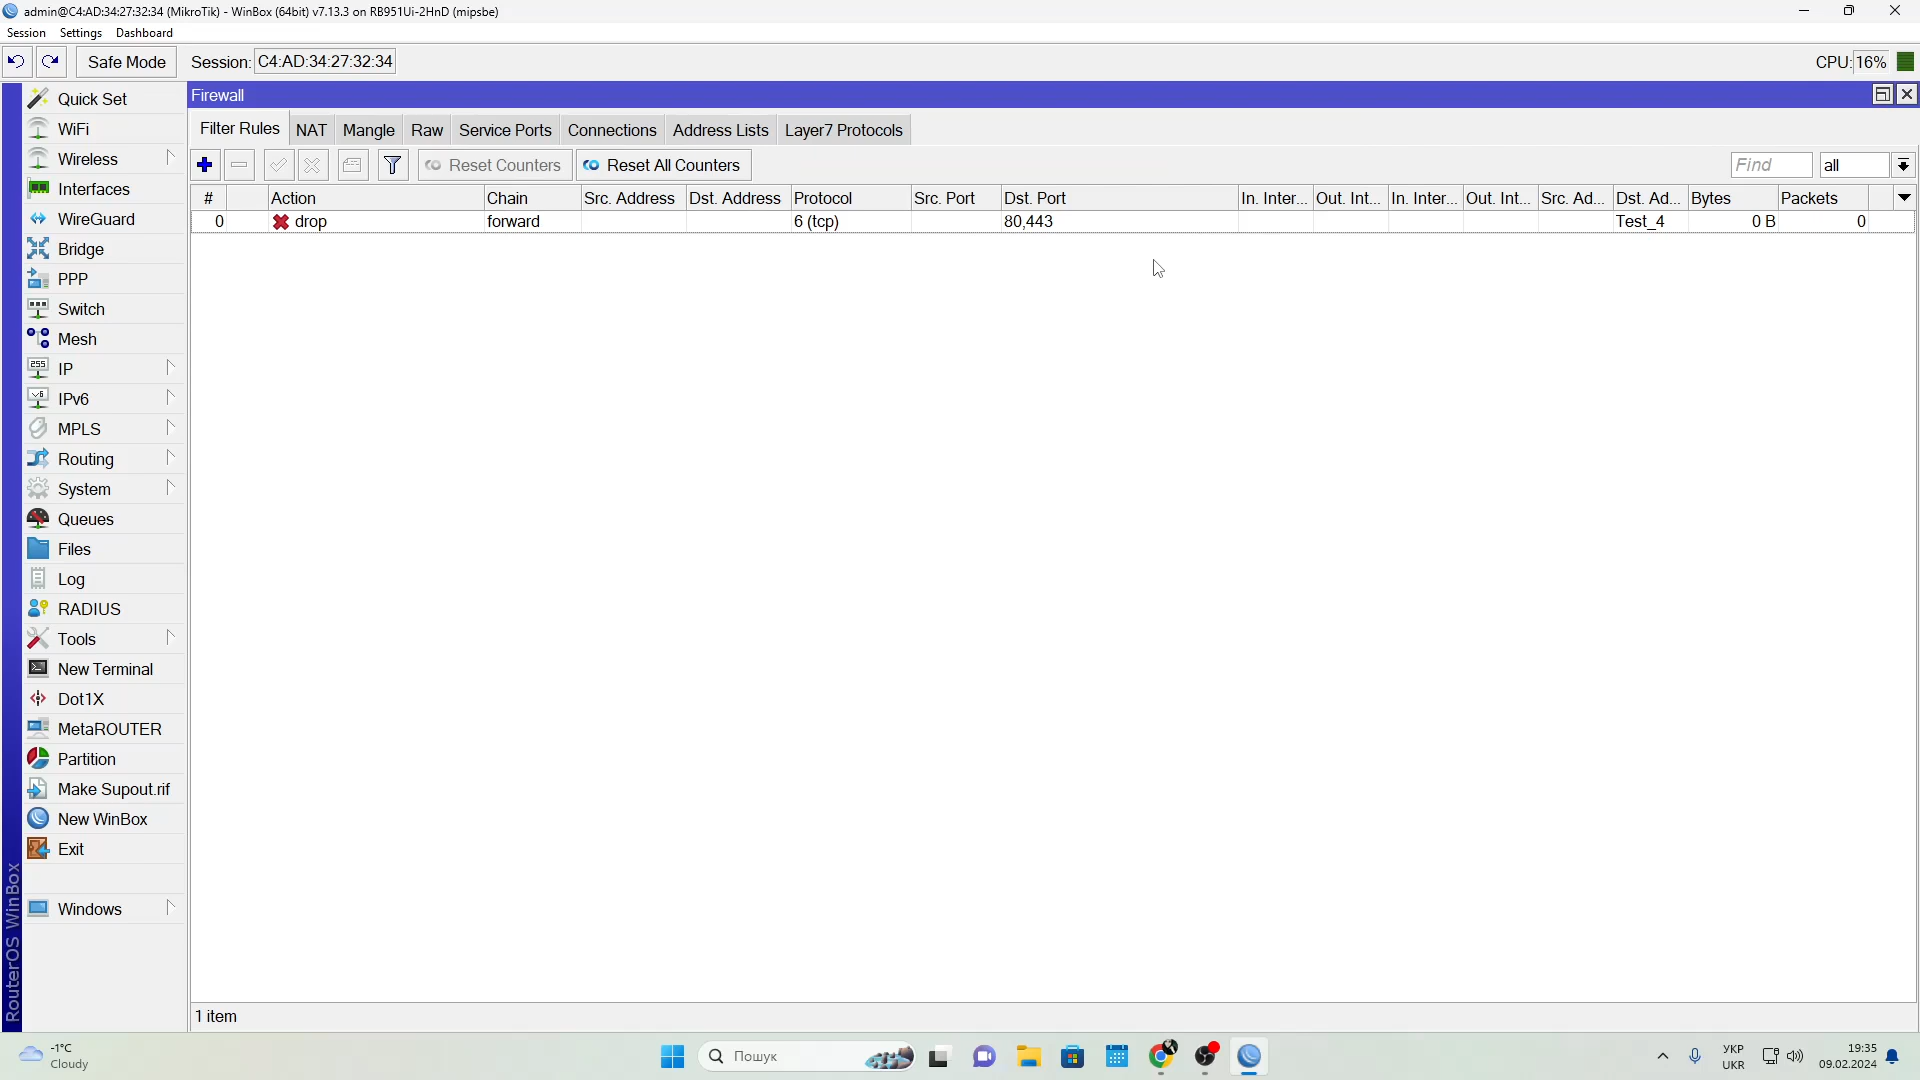 admin@C4:AD:34:27:32:34 (MikroTik) - WinBox (64bit) v7.13.3 on RB951Ui-2HnD (mipsbe)
Session Settings Dashboard
Safe Mode Session: C4:AD:34:27:32:34 CPU: 16%
Quick Set
WiFi
Wireless
Interfaces
WireGuard
Bridge
PPP
Switch
Mesh
255 IP
v6 IPv6
MPLS
Routing
System
Queues
Files
Log
RADIUS
Tools
New Terminal
Dot1X
MetaROUTER
Partition
Make Supout.rif
New WinBox
Exit
Windows
RouterOS WinBox
Firewall
Filter Rules NAT Mangle Raw Service Ports Connections Address Lists Layer7 Protocols
Reset Counters Reset All Counters Find all
# Action Chain Src. Address Dst. Address Protocol Src. Port Dst. Port In. Inter... Out. Int... In. Inter... Out. Int... Src. Ad... Dst. Ad... Bytes Packets
0 drop forward 6 (tcp) 80,443 Test_4 0 B 0
1 item
-1°C
Cloudy
Пошук
УКР
UKR
19:35
09.02.2024